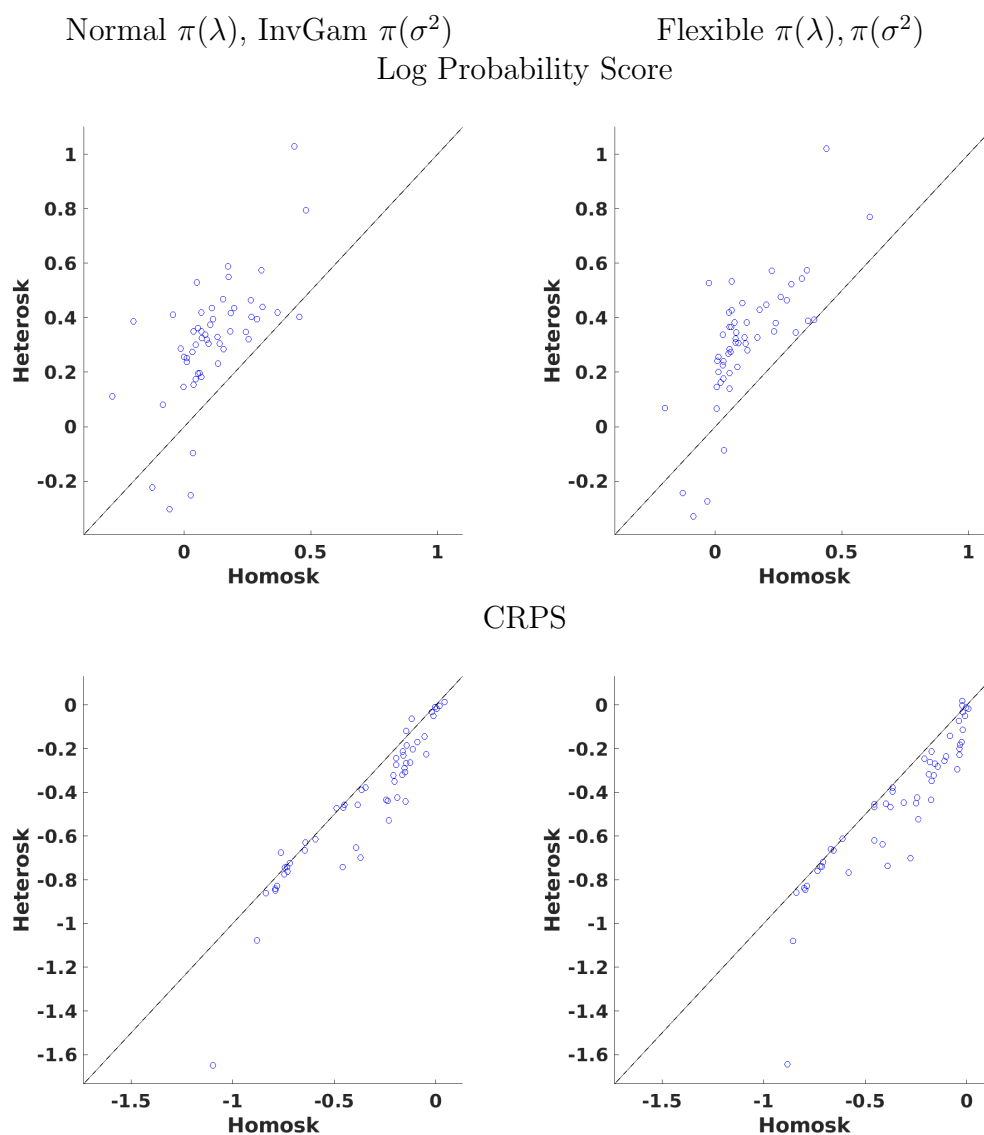 Normal π(λ), InvGam π(σ²) Flexible π(λ), π(σ²)
Log Probability Score
1
0.8
0.6
0.4
0.2
0
-0.2
Heterosk
0 0.5 1
Homosk
1
0.8
0.6
0.4
0.2
0
-0.2
Heterosk
0 0.5 1
Homosk
CRPS
0
-0.2
-0.4
-0.6
-0.8
-1
-1.2
-1.4
-1.6
Heterosk
-1.5 -1 -0.5 0
Homosk
0
-0.2
-0.4
-0.6
-0.8
-1
-1.2
-1.4
-1.6
Heterosk
-1.5 -1 -0.5 0
Homosk